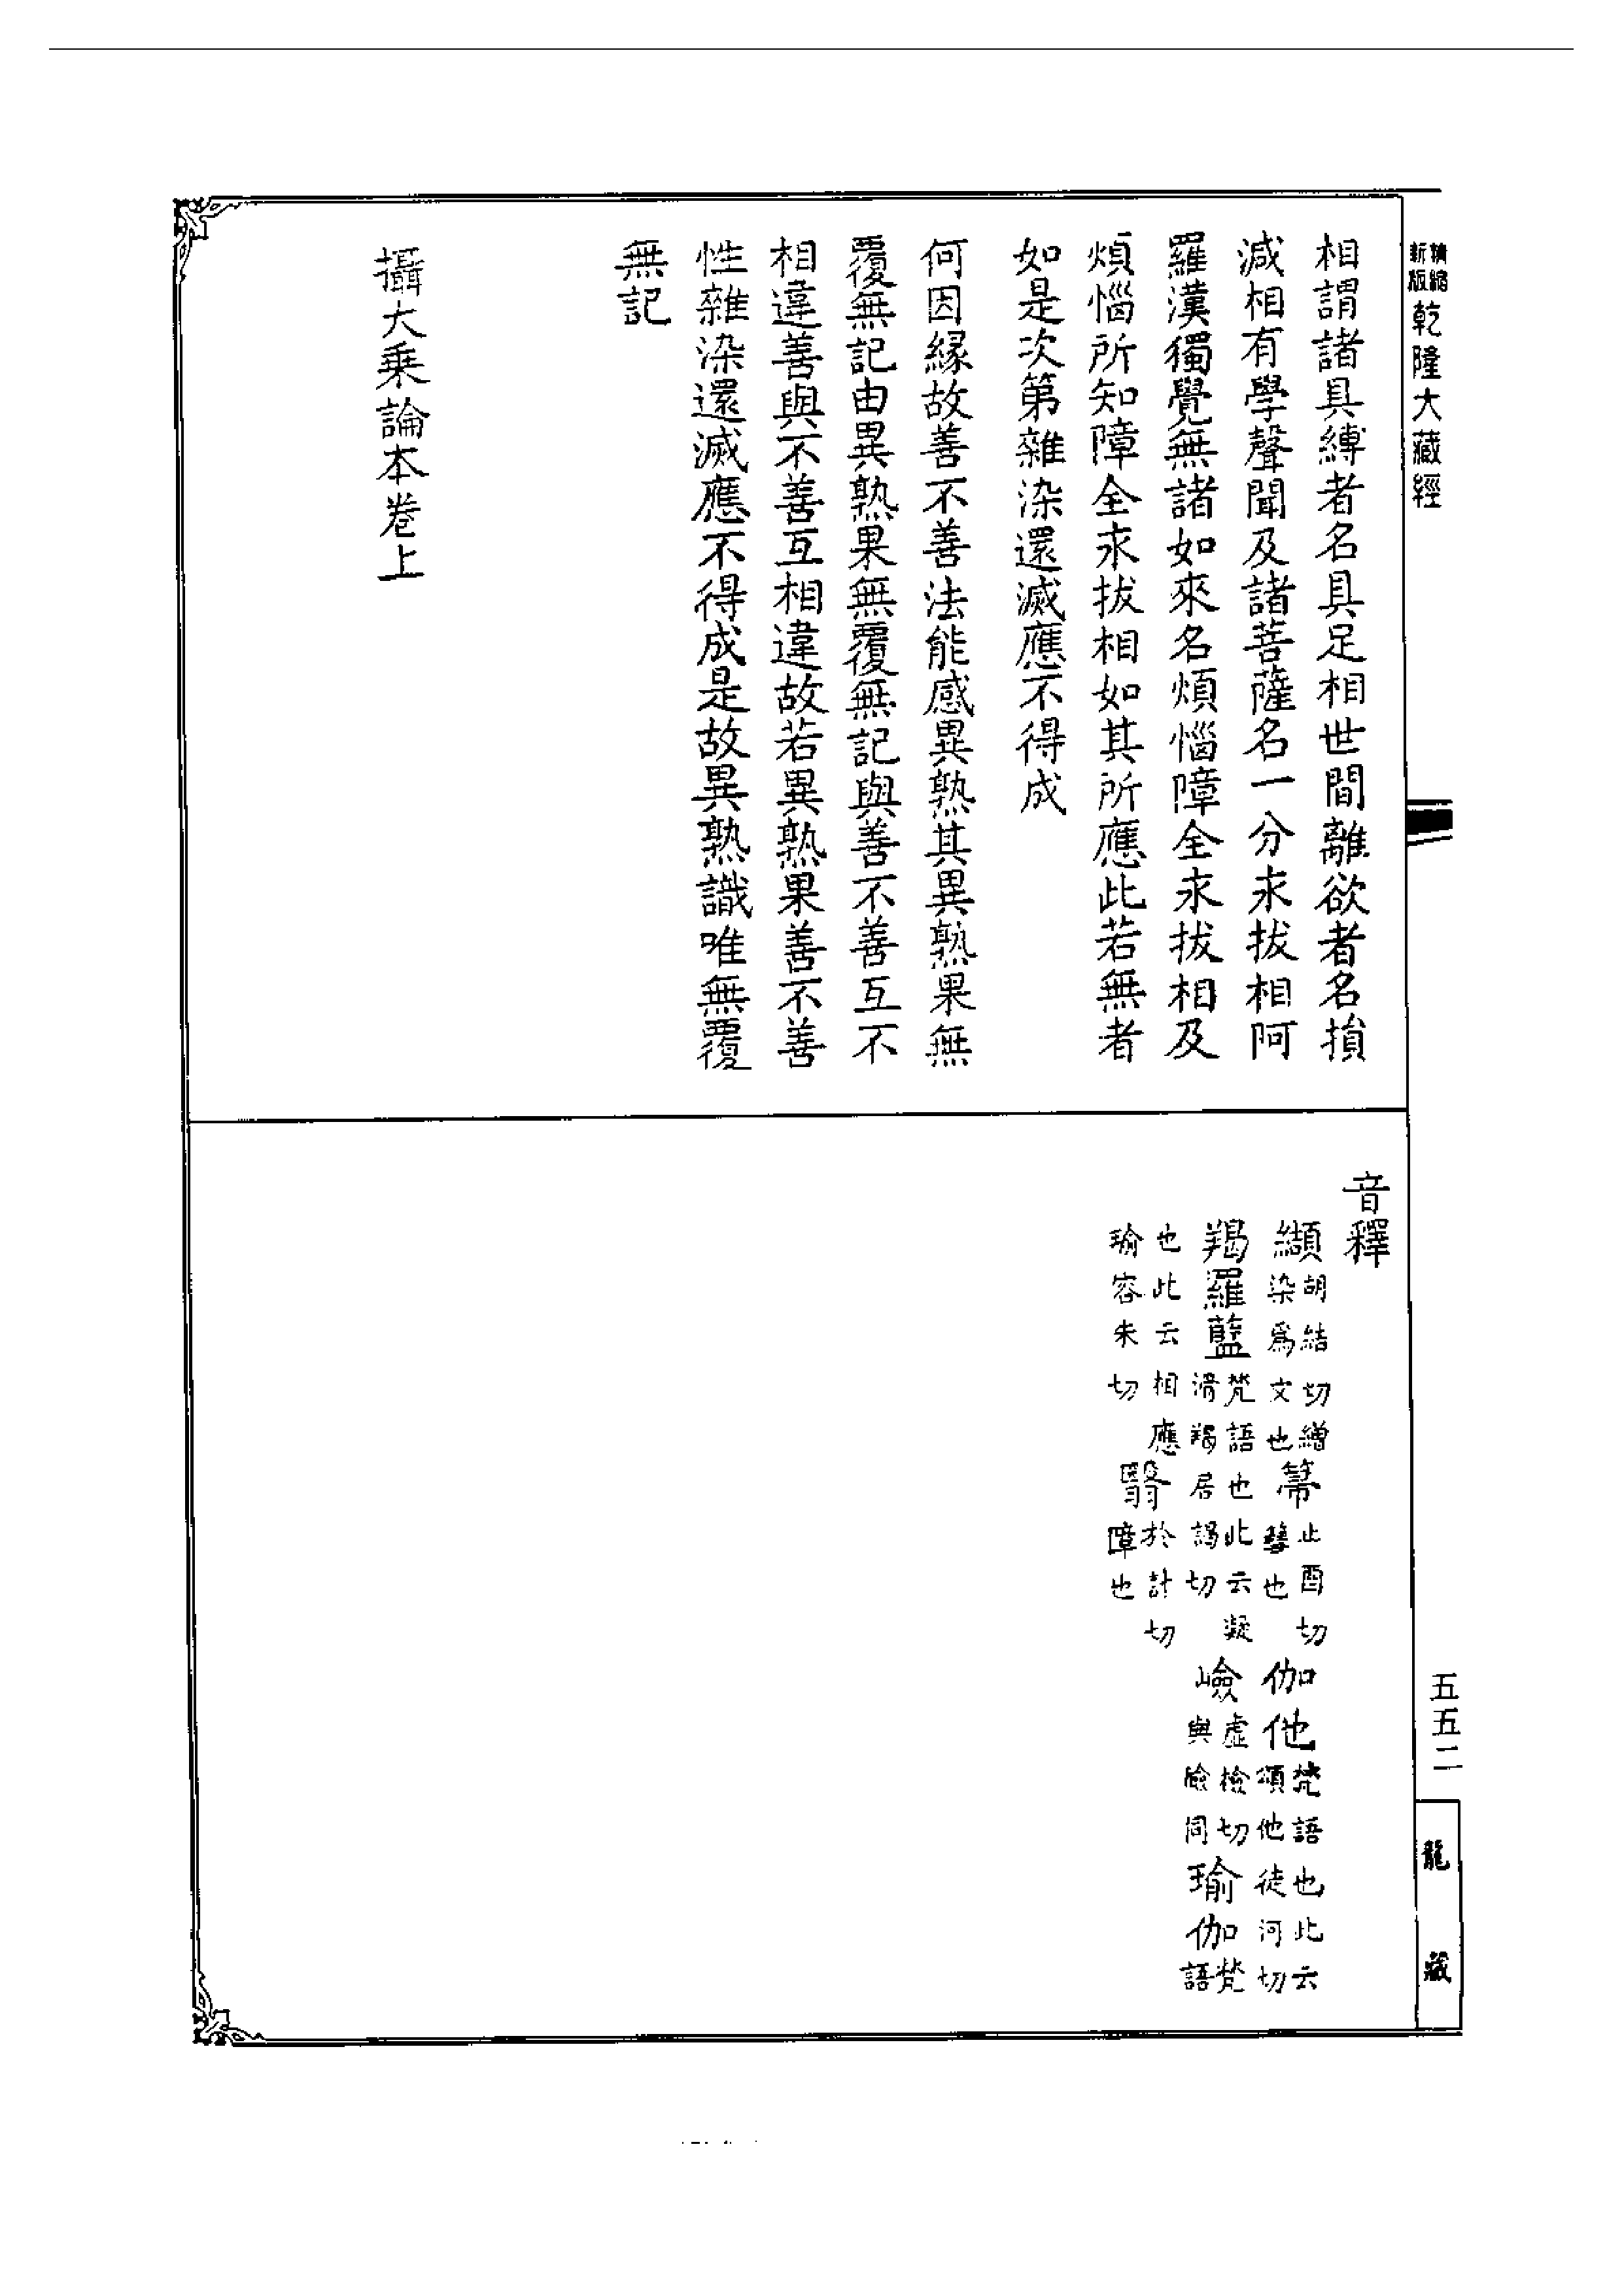 精縮
新版
乾隆大藏經
相謂諸具縛者名具足相世間離欲者名損
減相有學聲聞及諸菩薩名一分永拔相阿
羅漢獨覺無諸如來名煩惱障全永拔相及
煩惱所知障全永拔相如其所應此若無者
如是次第雜染還滅應不得成
何因緣故善不善法能感異熟其異熟果無
覆無記由異熟果無覆無記與善不善互不
相違善與不善互相違故若異熟果善不善
性雜染還滅應不得成是故異熟識唯無覆
無記
攝大乗論本卷上
音釋
纈胡結切繒染爲文也箒止酉切彗也伽他梵語也此云頌他徒河切
羯羅藍梵語也此云凝滑羯居謁切嶮虛檢切與險同瑜伽梵語
也此云相應瑜容朱切翳於計切障也
五五二
龍藏